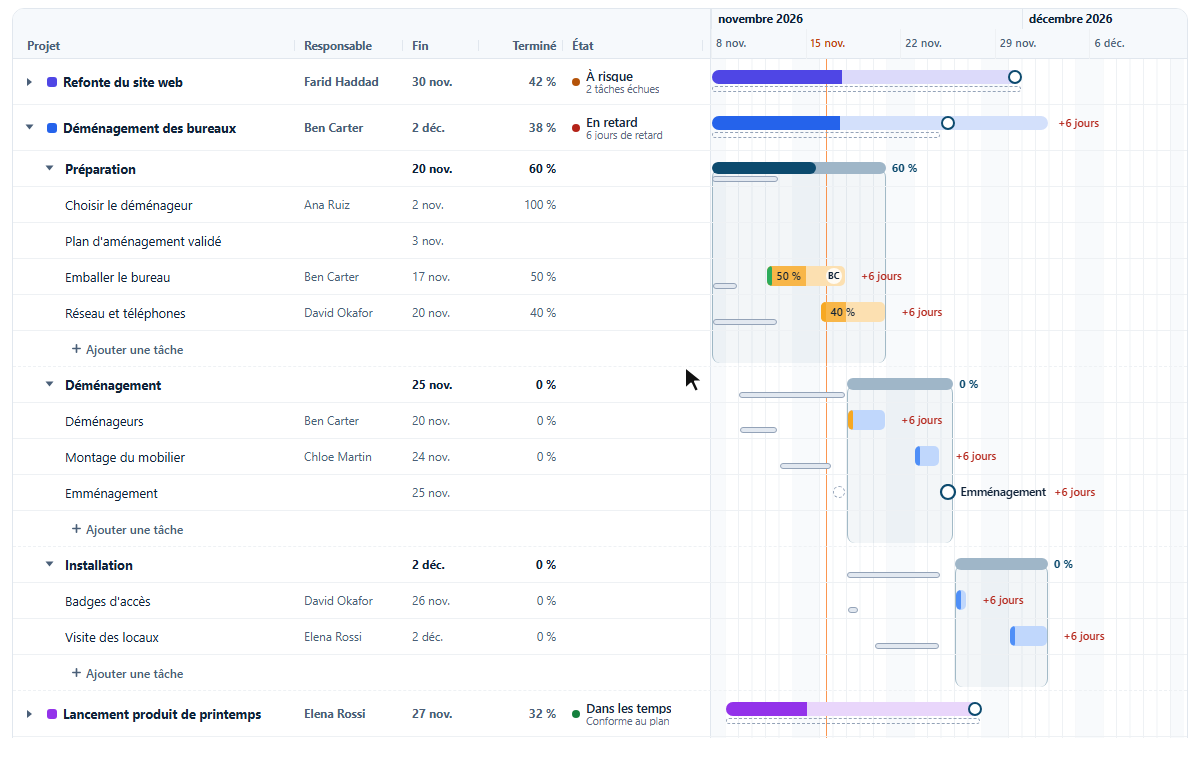 novembre 2026 décembre 2026
Projet Responsable Fin Terminé État 8 nov. 15 nov. 22 nov. 29 nov. 6 déc.
Refonte du site web Farid Haddad 30 nov. 42 % À risque
2 tâches échues
Déménagement des bureaux Ben Carter 2 déc. 38 % En retard +6 jours
6 jours de retard
Préparation 20 nov. 60 % 60 %
Choisir le déménageur Ana Ruiz 2 nov. 100 %
Plan d'aménagement validé 3 nov.
Emballer le bureau Ben Carter 17 nov. 50 % 50 % BC +6 jours
Réseau et téléphones David Okafor 20 nov. 40 % 40 % +6 jours
+ Ajouter une tâche
Déménagement 25 nov. 0 % 0 %
Déménageurs Ben Carter 20 nov. 0 % +6 jours
Montage du mobilier Chloe Martin 24 nov. 0 % +6 jours
Emménagement 25 nov. Emménagement +6 jours
+ Ajouter une tâche
Installation 2 déc. 0 % 0 %
Badges d'accès David Okafor 26 nov. 0 % +6 jours
Visite des locaux Elena Rossi 2 déc. 0 % +6 jours
+ Ajouter une tâche
Lancement produit de printemps Elena Rossi 27 nov. 32 % Dans les temps
Conforme au plan